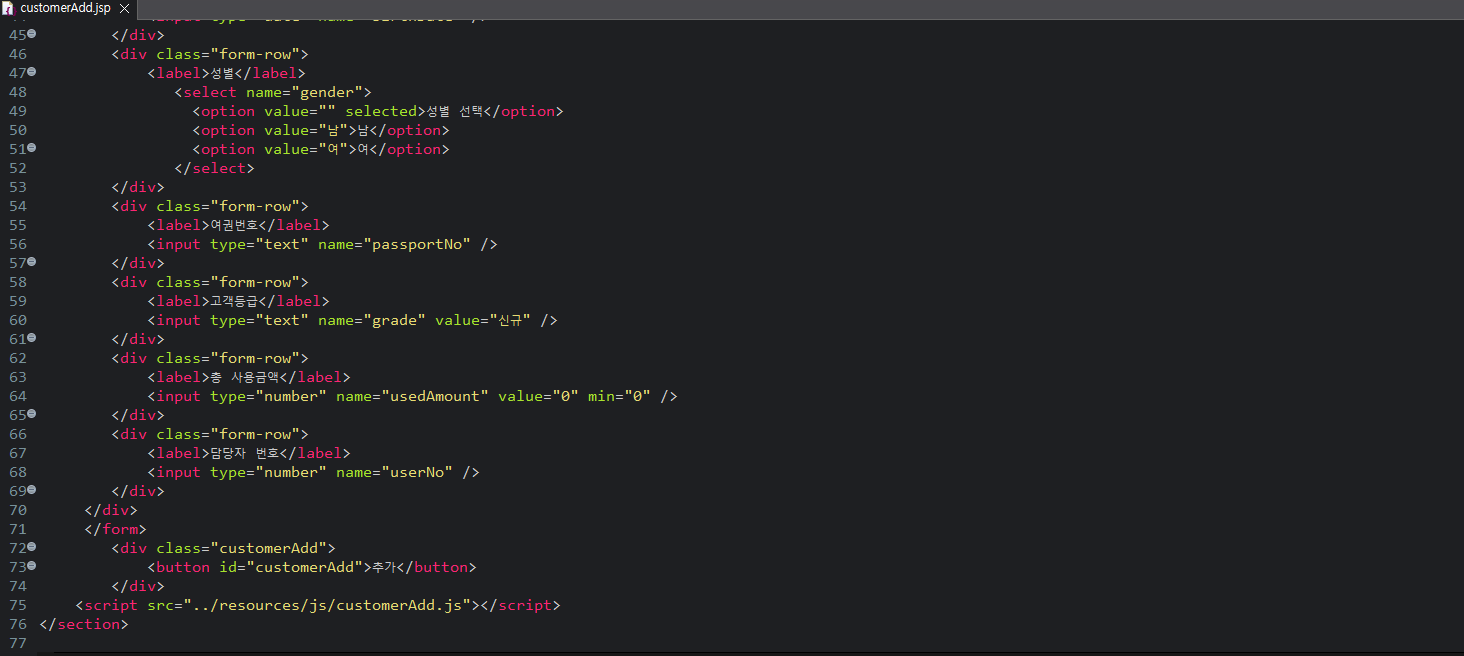 customerAdd.jsp
45 </div>
46 <div class="form-row">
47 <label>성별</label>
48 <select name="gender">
49 <option value="" selected>성별 선택</option>
50 <option value="남">남</option>
51 <option value="여">여</option>
52 </select>
53 </div>
54 <div class="form-row">
55 <label>여권번호</label>
56 <input type="text" name="passportNo" />
57 </div>
58 <div class="form-row">
59 <label>고객등급</label>
60 <input type="text" name="grade" value="신규" />
61 </div>
62 <div class="form-row">
63 <label>총 사용금액</label>
64 <input type="number" name="usedAmount" value="0" min="0" />
65 </div>
66 <div class="form-row">
67 <label>담당자 번호</label>
68 <input type="number" name="userNo" />
69 </div>
70 </div>
71 </form>
72 <div class="customerAdd">
73 <button id="customerAdd">추가</button>
74 </div>
75 <script src="../resources/js/customerAdd.js"></script>
76 </section>
77